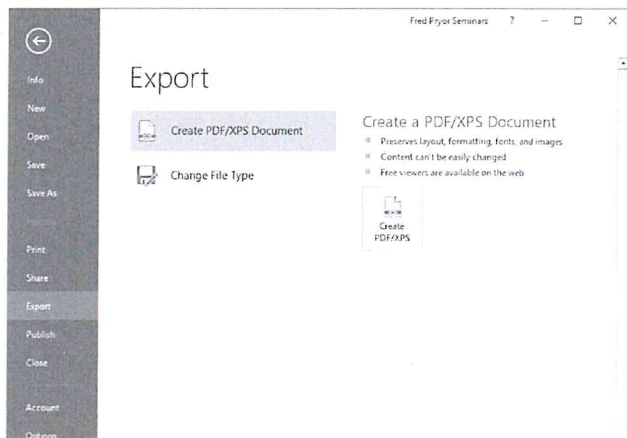 Fred Pryor Seminars ?
Info
New
Open
Save
Save As
Print
Share
Export
Publish
Close
Account
Options
Export
Create PDF/XPS Document
Change File Type
Create a PDF/XPS Document
Preserves layout, formatting, fonts, and images
Content can't be easily changed
Free viewers are available on the web
Create
PDF/XPS